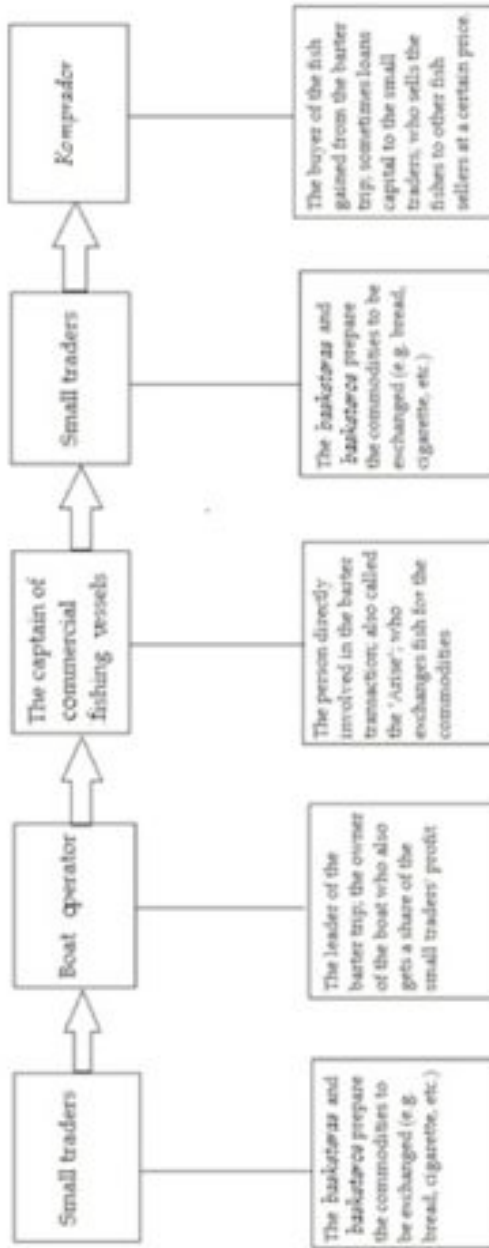 Small traders
Boat operator
The captain of
commercial
fishing vessels
Small traders
Komprador
The baskateras and
baskateros prepare
the commodities to
be exchanged (e.g.
bread, cigarette, etc.)
The leader of the
barter trip, the owner
of the boat who also
gets a share of the
small traders' profit
The person directly
involved in the barter
transaction, also called
the 'Arise'; who
exchanges fish for the
commodities
The baskateras and
baskateros prepare
the commodities to be
exchanged (e.g. bread,
cigarette, etc.)
The buyer of the fish
gained from the barter
trip, sometimes loans
capital to the small
traders, who sells the
fishes to other fish
sellers at a certain price.